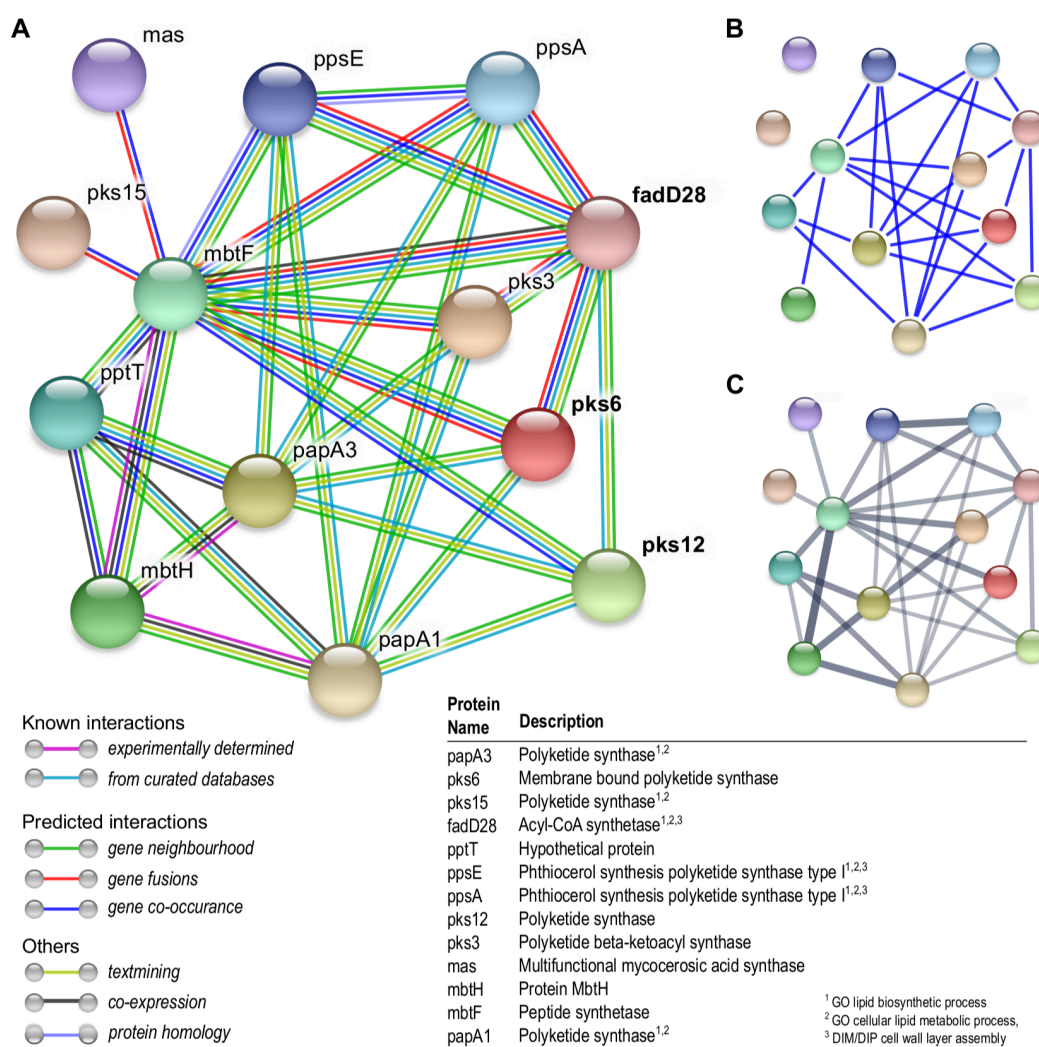 A
mas
ppsE
ppsA
pks15
fadD28
mbtF
pks3
pptT
pks6
papA3
pks12
mbtH
papA1
B
C
Known interactions
experimentally determined
from curated databases
Predicted interactions
gene neighbourhood
gene fusions
gene co-occurance
Others
textmining
co-expression
protein homology
Protein Name Description
papA3 Polyketide synthase1,2
pks6 Membrane bound polyketide synthase
pks15 Polyketide synthase1,2
fadD28 Acyl-CoA synthetase1,2,3
pptT Hypothetical protein
ppsE Phthiocerol synthesis polyketide synthase type I1,2,3
ppsA Phthiocerol synthesis polyketide synthase type I1,2,3
pks12 Polyketide synthase
pks3 Polyketide beta-ketoacyl synthase
mas Multifunctional mycocerosic acid synthase
mbtH Protein MbtH
mbtF Peptide synthetase
papA1 Polyketide synthase1,2
1 GO lipid biosynthetic process
2 GO cellular lipid metabolic process,
3 DIM/DIP cell wall layer assembly